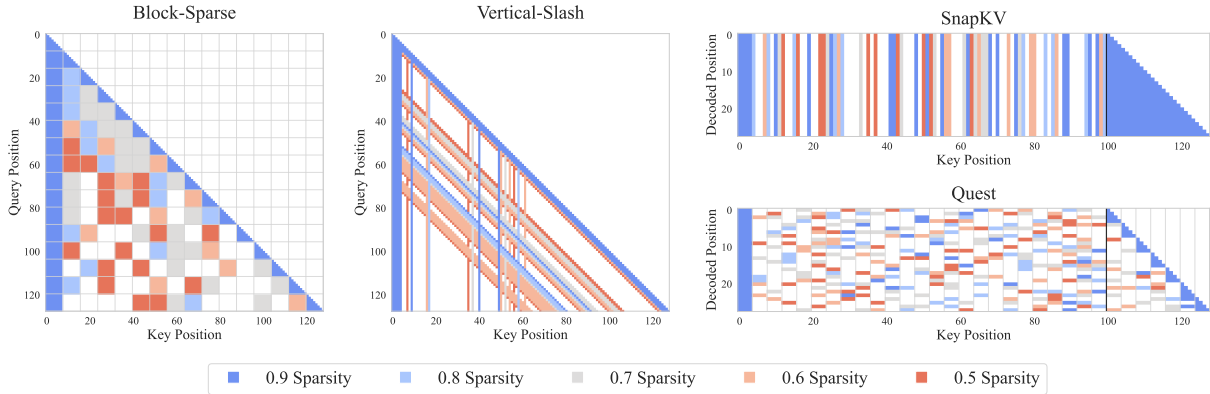 Block-Sparse
0
20
40
60
80
100
120
Query Position
0 20 40 60 80 100 120
Key Position
Vertical-Slash
0
20
40
60
80
100
120
0 20 40 60 80 100 120
Key Position
SnapKV
0
10
20
Decoded Position
0 20 40 60 80 100 120
Key Position
Quest
0
10
20
Decoded Position
0 20 40 60 80 100 120
Key Position
0.9 Sparsity 0.8 Sparsity 0.7 Sparsity 0.6 Sparsity 0.5 Sparsity